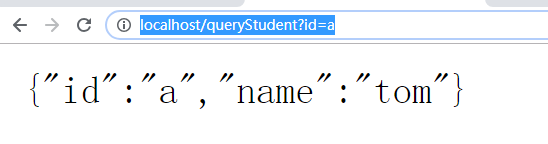 localhost/queryStudent?id=a
{"id":"a","name":"tom"}